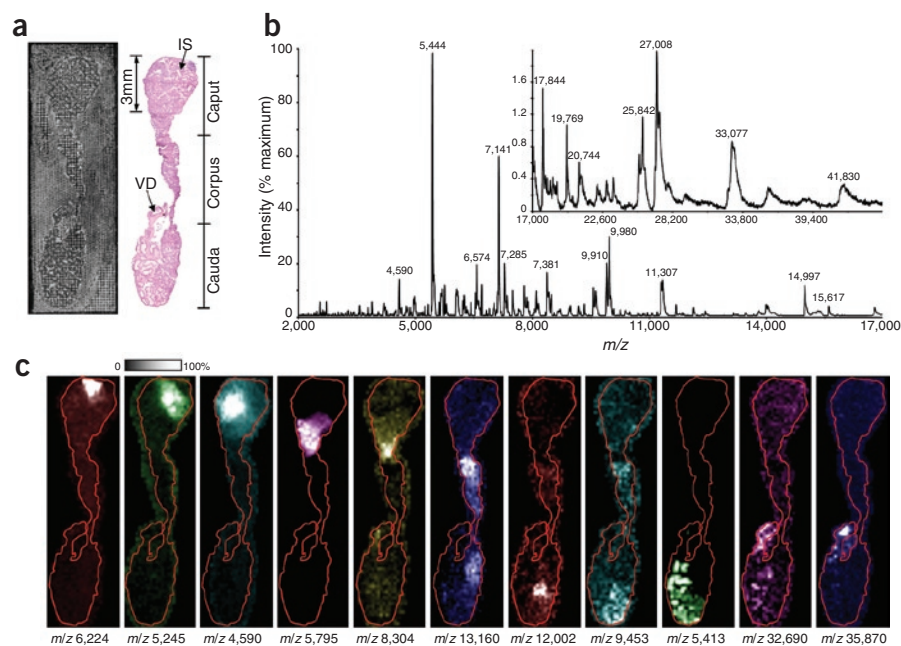 a
IS
3mm
Caput
Corpus
VD
Cauda
b
Intensity (% maximum)
100
80
60
40
20
0
5,444
7,141
4,590
6,574
7,285
7,381
9,910
9,980
11,307
14,997
15,617
2,000 5,000 8,000 11,000 14,000 17,000
m/z
1.6
1.2
0.8
0.4
0
17,844
19,769
20,744
25,842
27,008
33,077
41,830
17,000 22,600 28,200 33,800 39,400
c
0 100%
m/z 6,224 m/z 5,245 m/z 4,590 m/z 5,795 m/z 8,304 m/z 13,160 m/z 12,002 m/z 9,453 m/z 5,413 m/z 32,690 m/z 35,870